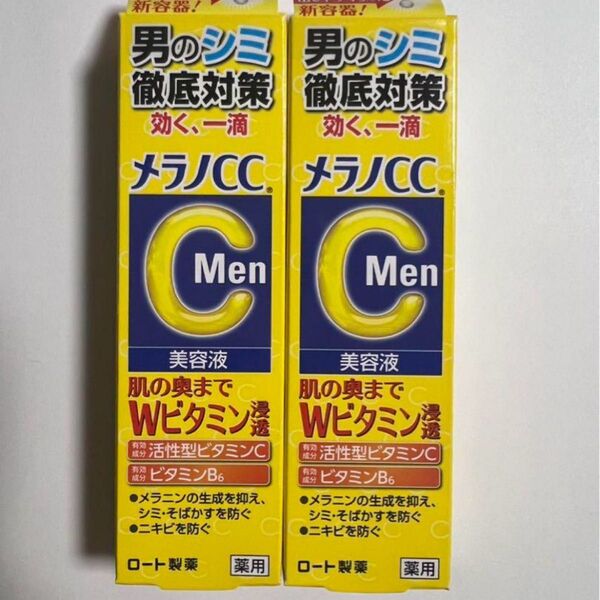 新容器!
男のシミ
徹底対策
効く、一滴
メラノCC®
C Men
美容液
肌の奥まで
Wビタミン浸透
有効成分 活性型ビタミンC
有効成分 ビタミンB6
●メラニンの生成を抑え、
シミ・そばかすを防ぐ
●ニキビを防ぐ
ロート製薬 薬用
新容器!
男のシミ
徹底対策
効く、一滴
メラノCC®
C Men
美容液
肌の奥まで
Wビタミン浸透
有効成分 活性型ビタミンC
有効成分 ビタミンB6
●メラニンの生成を抑え、
シミ・そばかすを防ぐ
●ニキビを防ぐ
ロート製薬 薬用